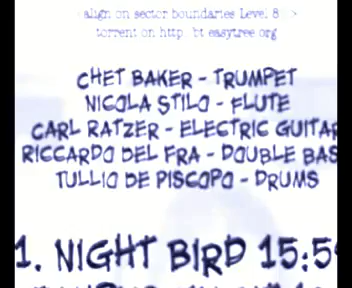 align on sector boundaries Level 8 >
torrent on http bt easytree org
CHET BAKER - TRUMPET
NICOLA STILO - FLUTE
CARL RATZER - ELECTRIC GUITAR
RICCARDO DEL FRA - DOUBLE BAS
TULLIO DE PISCOPO - DRUMS
1. NIGHT BIRD 15:5